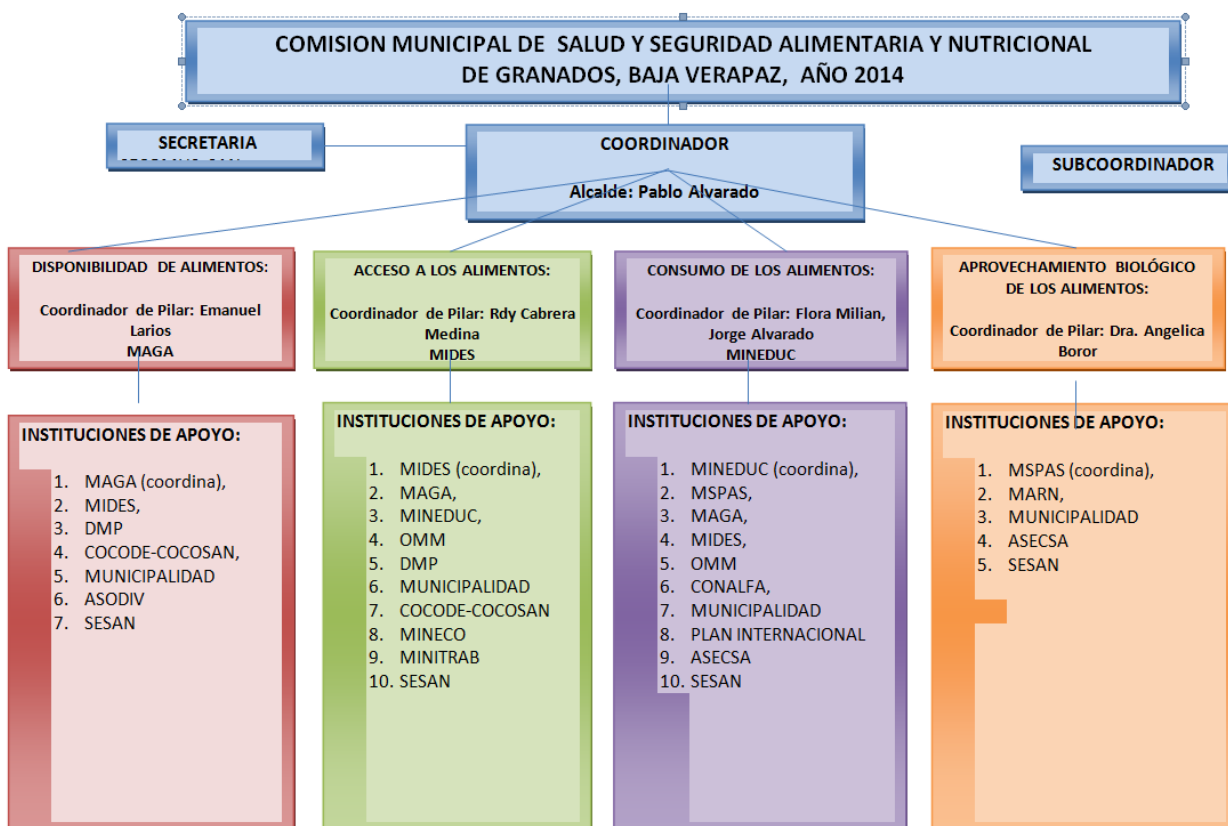 COMISION MUNICIPAL DE SALUD Y SEGURIDAD ALIMENTARIA Y NUTRICIONAL
DE GRANADOS, BAJA VERAPAZ, AÑO 2014
SECRETARIA
COORDINADOR
Alcalde: Pablo Alvarado
SUBCOORDINADOR
DISPONIBILIDAD DE ALIMENTOS:
Coordinador de Pilar: Emanuel
Larios
MAGA
ACCESO A LOS ALIMENTOS:
Coordinador de Pilar: Rdy Cabrera
Medina
MIDES
CONSUMO DE LOS ALIMENTOS:
Coordinador de Pilar: Flora Milian,
Jorge Alvarado
MINEDUC
APROVECHAMIENTO BIOLÓGICO
DE LOS ALIMENTOS:
Coordinador de Pilar: Dra. Angelica
Boror
INSTITUCIONES DE APOYO:
1. MAGA (coordina),
2. MIDES,
3. DMP
4. COCODE-COCOSAN,
5. MUNICIPALIDAD
6. ASODIV
7. SESAN
INSTITUCIONES DE APOYO:
1. MIDES (coordina),
2. MAGA,
3. MINEDUC,
4. OMM
5. DMP
6. MUNICIPALIDAD
7. COCODE-COCOSAN
8. MINECO
9. MINITRAB
10. SESAN
INSTITUCIONES DE APOYO:
1. MINEDUC (coordina),
2. MSPAS,
3. MAGA,
4. MIDES,
5. OMM
6. CONALFA,
7. MUNICIPALIDAD
8. PLAN INTERNACIONAL
9. ASECSA
10. SESAN
INSTITUCIONES DE APOYO:
1. MSPAS (coordina),
2. MARN,
3. MUNICIPALIDAD
4. ASECSA
5. SESAN